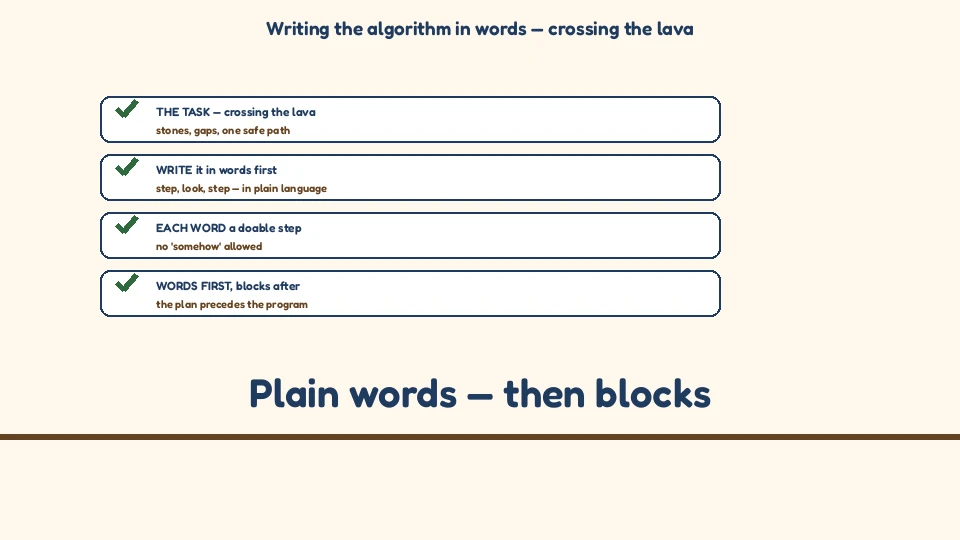 Writing the algorithm in words — crossing the lava
THE TASK — crossing the lava
stones, gaps, one safe path
WRITE it in words first
step, look, step — in plain language
EACH WORD a doable step
no 'somehow' allowed
WORDS FIRST, blocks after
the plan precedes the program
Plain words — then blocks